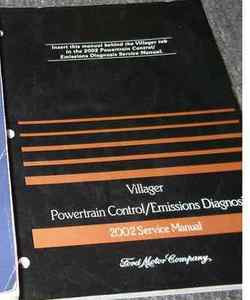 Insert this manual behind the Villager tab
in the 2002 Powertrain Control/
Emissions Diagnosis Service Manual.
Villager
Powertrain Control/Emissions Diagnos
2002 Service Manual
Ford Motor Company,